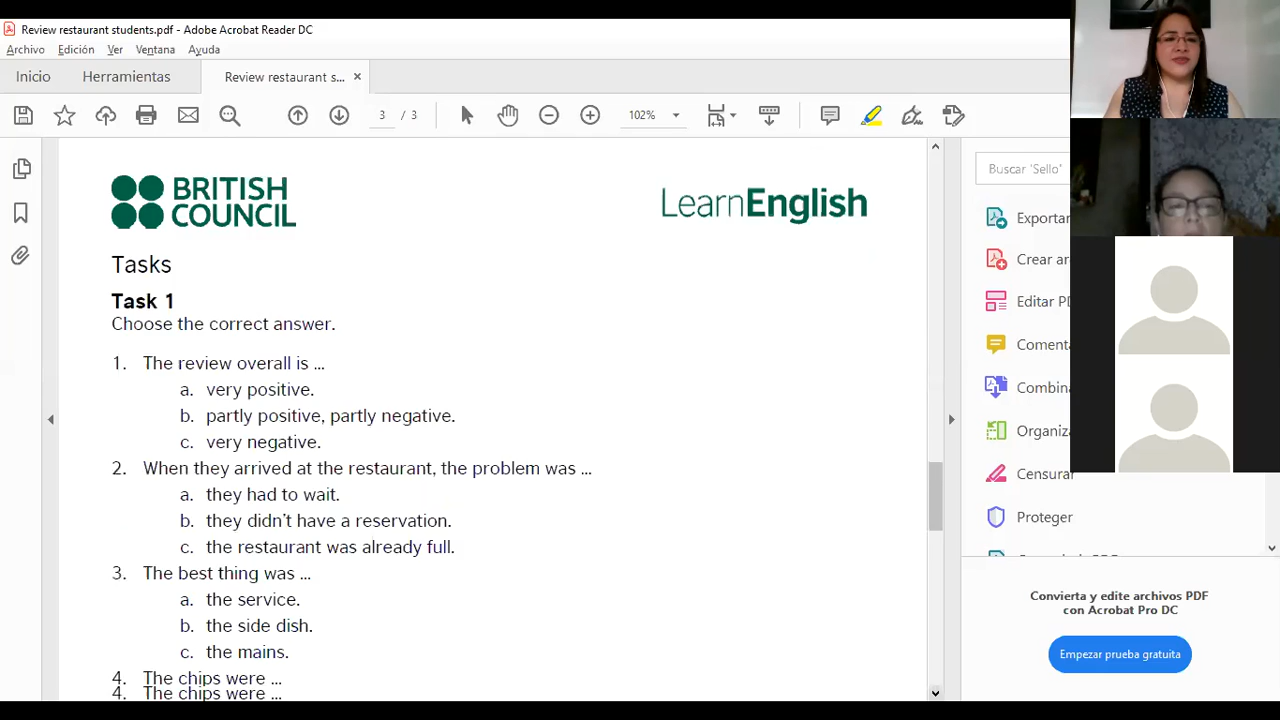 Review restaurant students.pdf - Adobe Acrobat Reader DC
Archivo Edición Ver Ventana Ayuda
Inicio Herramientas Review restaurant s... ×
3 / 3 102%
BRITISH
COUNCIL
LearnEnglish
Tasks
Task 1
Choose the correct answer.
1. The review overall is ...
a. very positive.
b. partly positive, partly negative.
c. very negative.
2. When they arrived at the restaurant, the problem was ...
a. they had to wait.
b. they didn't have a reservation.
c. the restaurant was already full.
3. The best thing was ...
a. the service.
b. the side dish.
c. the mains.
4. The chips were ...
4. The chips were ...
Buscar 'Sello'
Exportar
Crear ar
Editar PD
Comenta
Combina
Organiza
Censurar
Proteger
Convierta y edite archivos PDF
con Acrobat Pro DC
Empezar prueba gratuita